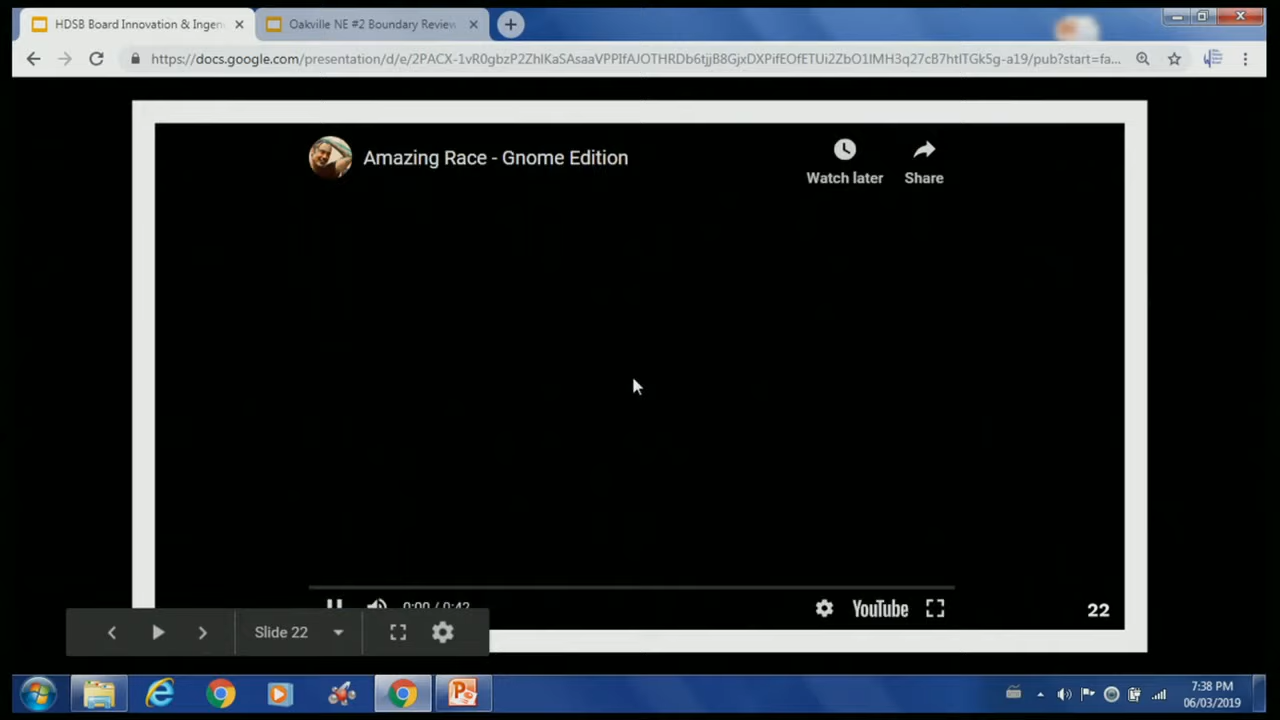 HDSB Board Innovation & Ingen
Oakville NE #2 Boundary Review
https://docs.google.com/presentation/d/e/2PACX-1vR0gbzP2ZhlKaSAsaaVPPIfAJOTHRDb6tjjB8GjxDXPifEOfETUi2ZbO1lMH3q27cB7htITGk5g-a19/pub?start=fa...
Amazing Race - Gnome Edition
Watch later
Share
0:00 / 0:42
YouTube
22
Slide 22
7:38 PM
06/03/2019